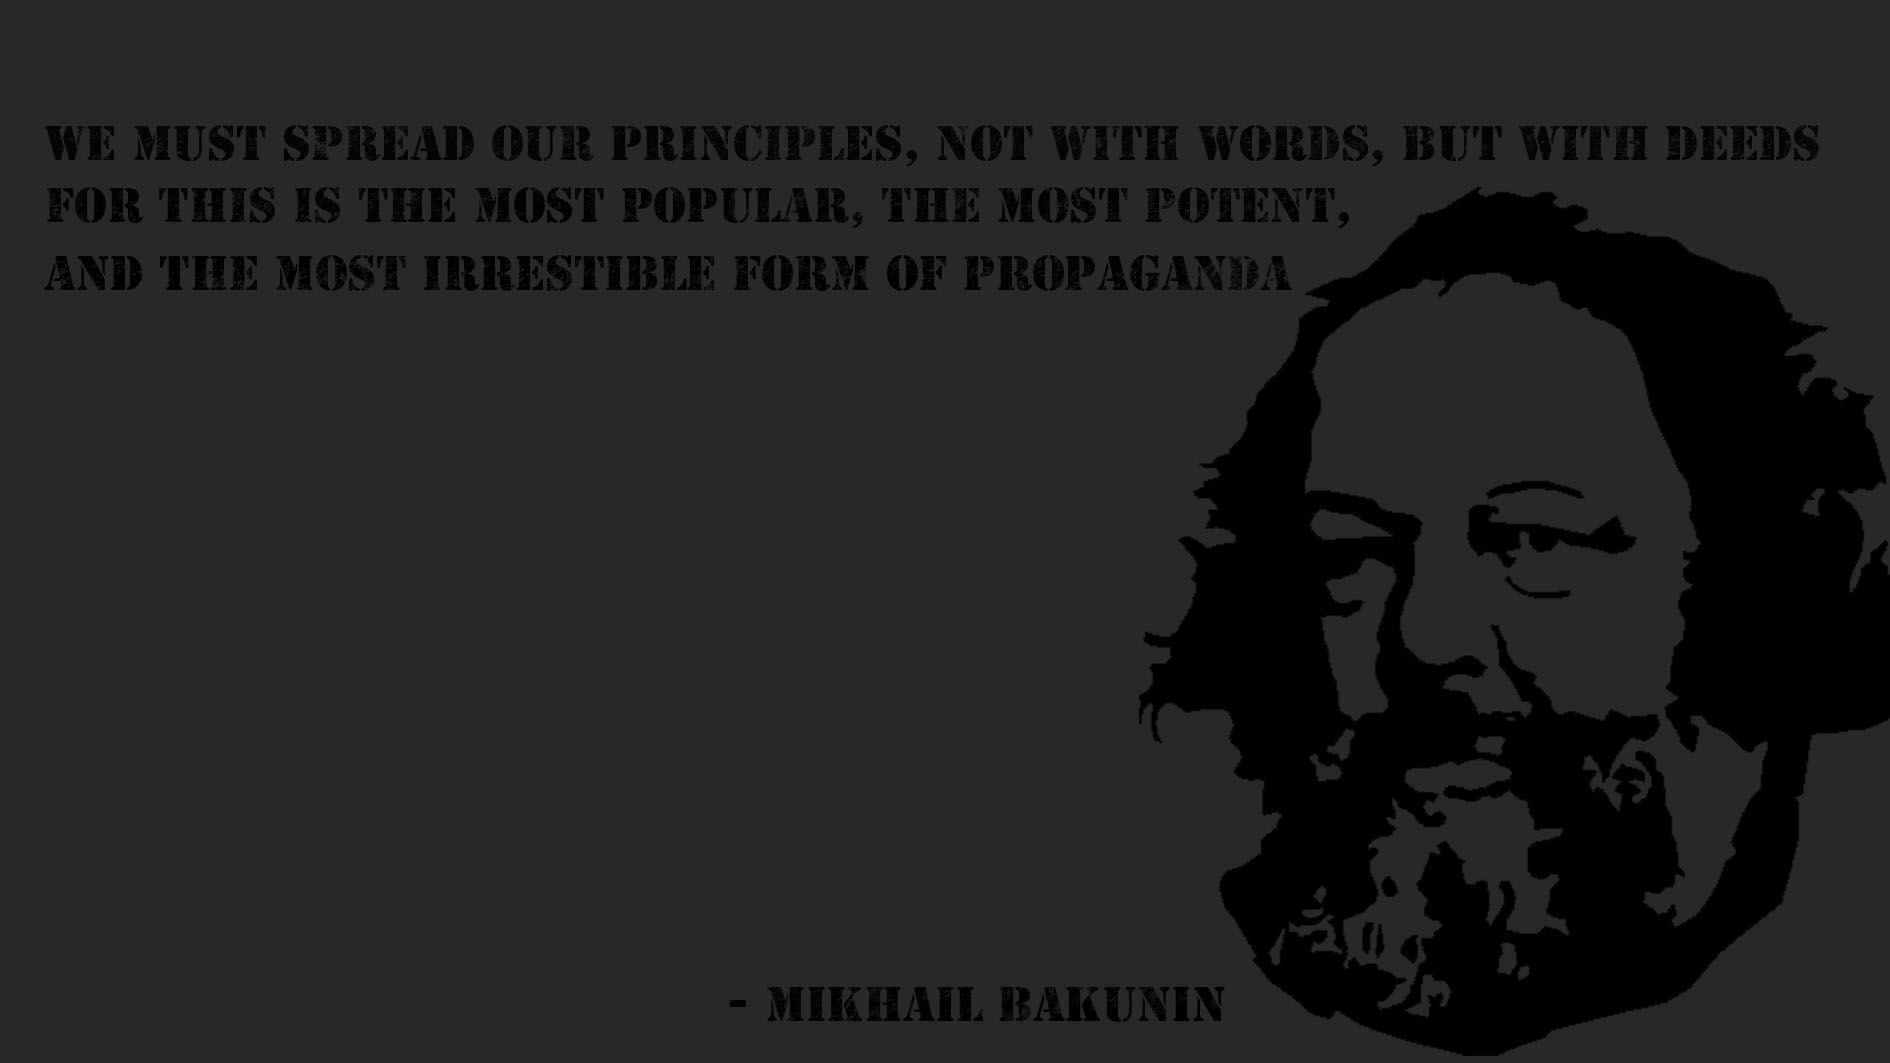 WE MUST SPREAD OUR PRINCIPLES, NOT WITH WORDS, BUT WITH DEEDS
FOR THIS IS THE MOST POPULAR, THE MOST POTENT,
AND THE MOST IRRESTIBLE FORM OF PROPAGANDA
- MIKHAIL BAKUNIN